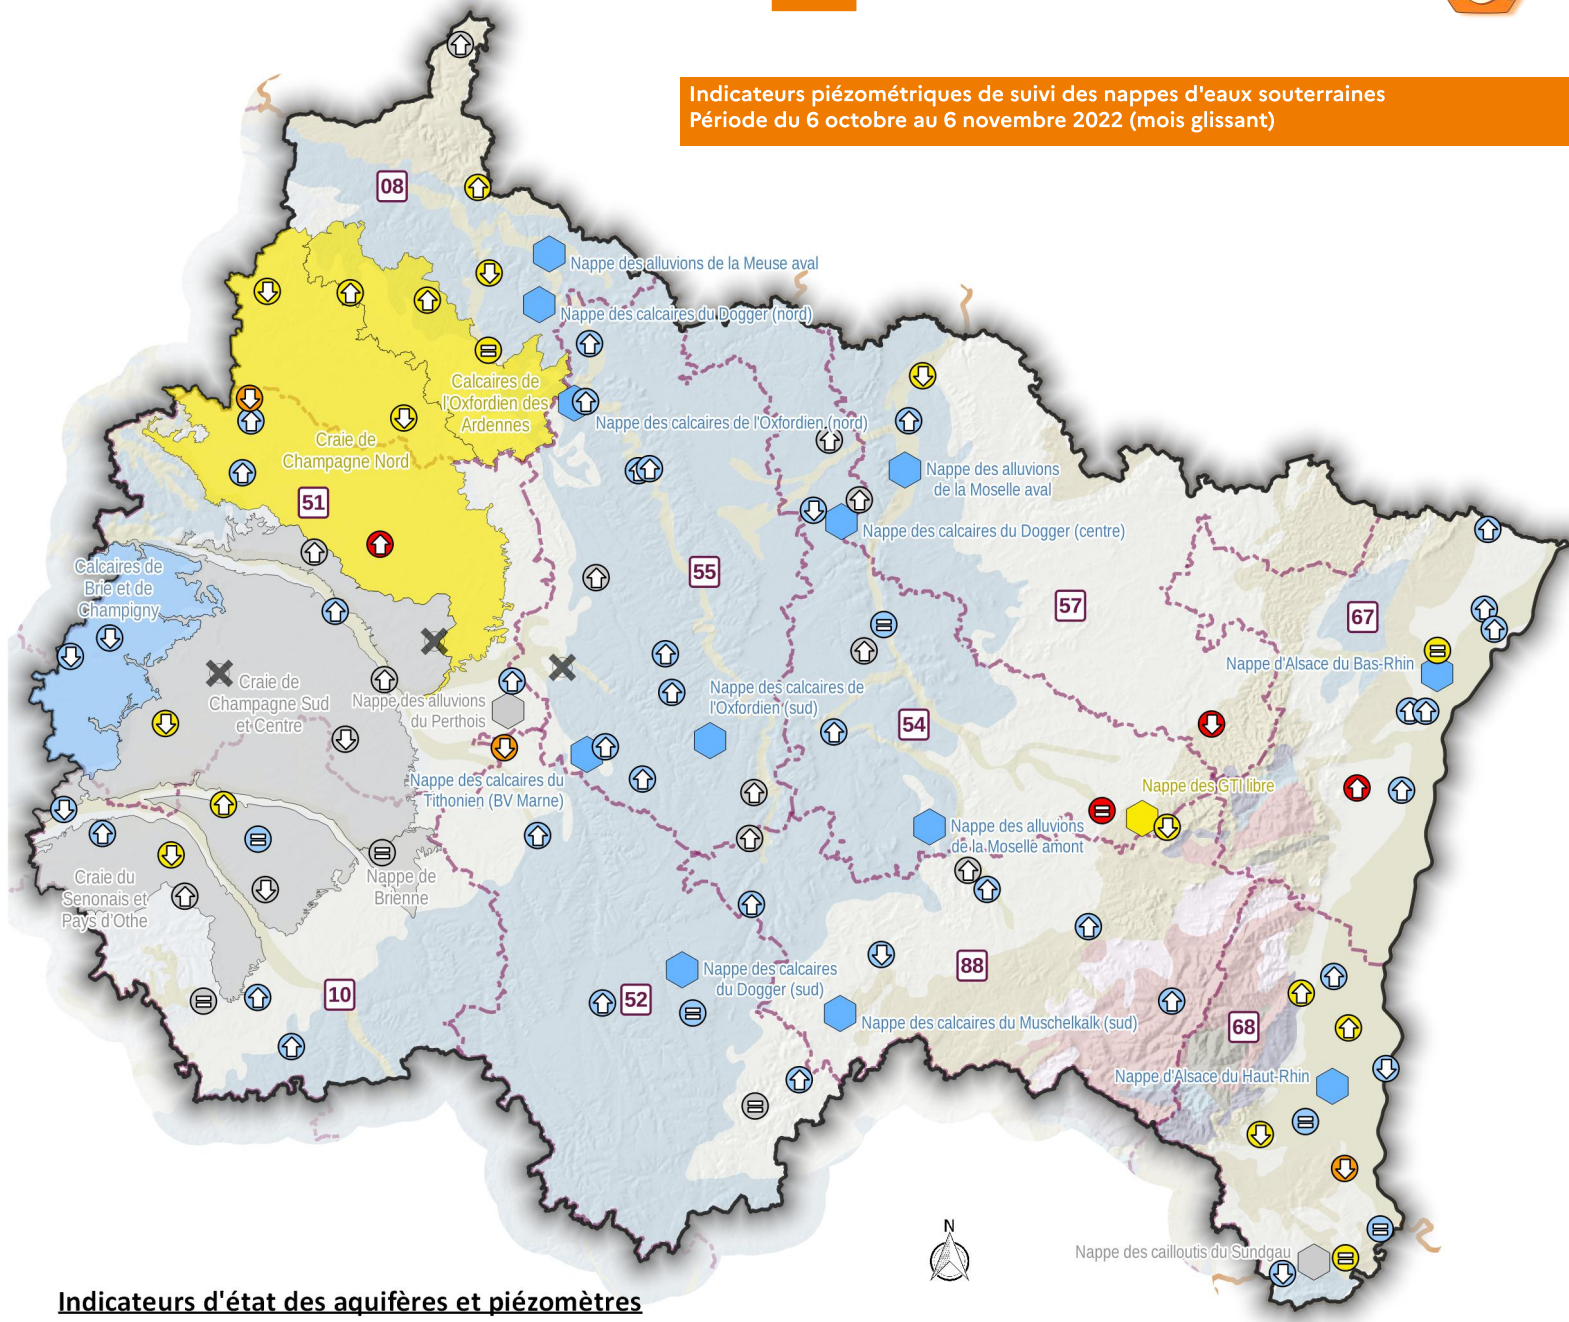 Indicateurs piézométriques de suivi des nappes d'eaux souterraines
Période du 6 octobre au 6 novembre 2022 (mois glissant)
08
Nappe des alluvions de la Meuse aval
Nappe des calcaires du Dogger (nord)
Calcaires de
l'Oxfordien des
Ardennes
Nappe des calcaires de l'Oxfordien (nord)
Craie de
Champagne Nord
Nappe des alluvions
de la Moselle aval
51
Nappe des calcaires du Dogger (centre)
Calcaires de
Brie et de
Champigny
55
57
67
Nappe d'Alsace du Bas-Rhin
Craie de
Champagne Sud
et Centre
Nappe des alluvions
du Perthois
Nappe des calcaires de
l'Oxfordien (sud)
54
Nappe des calcaires du
Tithonien (BV Marne)
Nappe des GTI libre
Nappe des alluvions
de la Moselle amont
Craie du
Senonais et
Pays d'Othe
Nappe de
Brienne
10
52
Nappe des calcaires
du Dogger (sud)
88
Nappe des calcaires du Muschelkalk (sud)
68
Nappe d'Alsace du Haut-Rhin
N
Nappe des cailloutis du Sundgau
Indicateurs d'état des aquifères et piézomètres